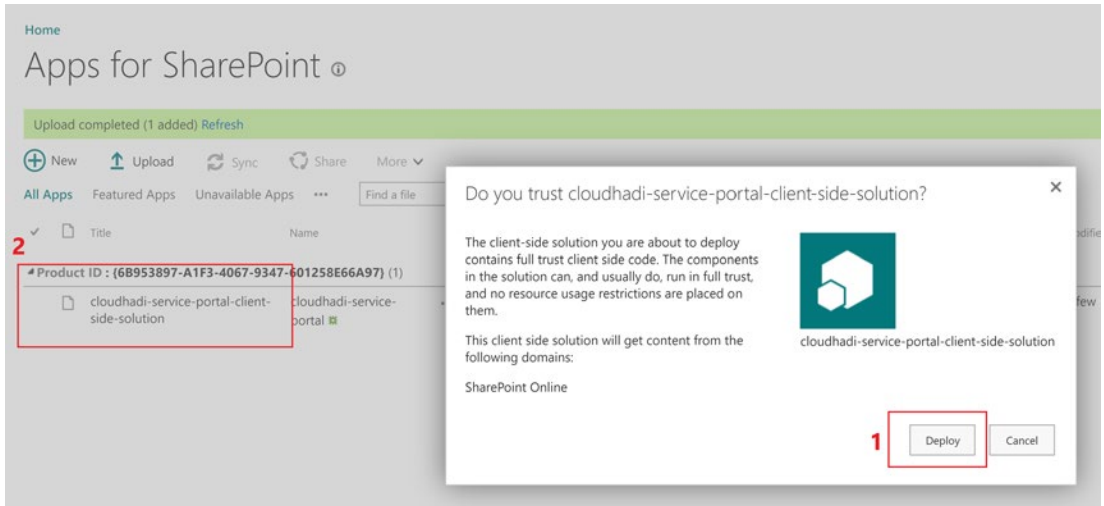 Home
Apps for SharePoint
Upload completed (1 added) Refresh
New Upload Sync Share More
All Apps Featured Apps Unavailable Apps ••• Find a file
Title Name
2
Product ID : {6B953897-A1F3-4067-9347-601258E66A97} (1)
cloudhadi-service-portal-client-
side-solution
cloudhadi-service-
portal
few
Do you trust cloudhadi-service-portal-client-side-solution?
The client-side solution you are about to deploy
contains full trust client side code. The components
in the solution can, and usually do, run in full trust,
and no resource usage restrictions are placed on
them.
This client side solution will get content from the
following domains:
SharePoint Online
cloudhadi-service-portal-client-side-solution
1
Deploy Cancel